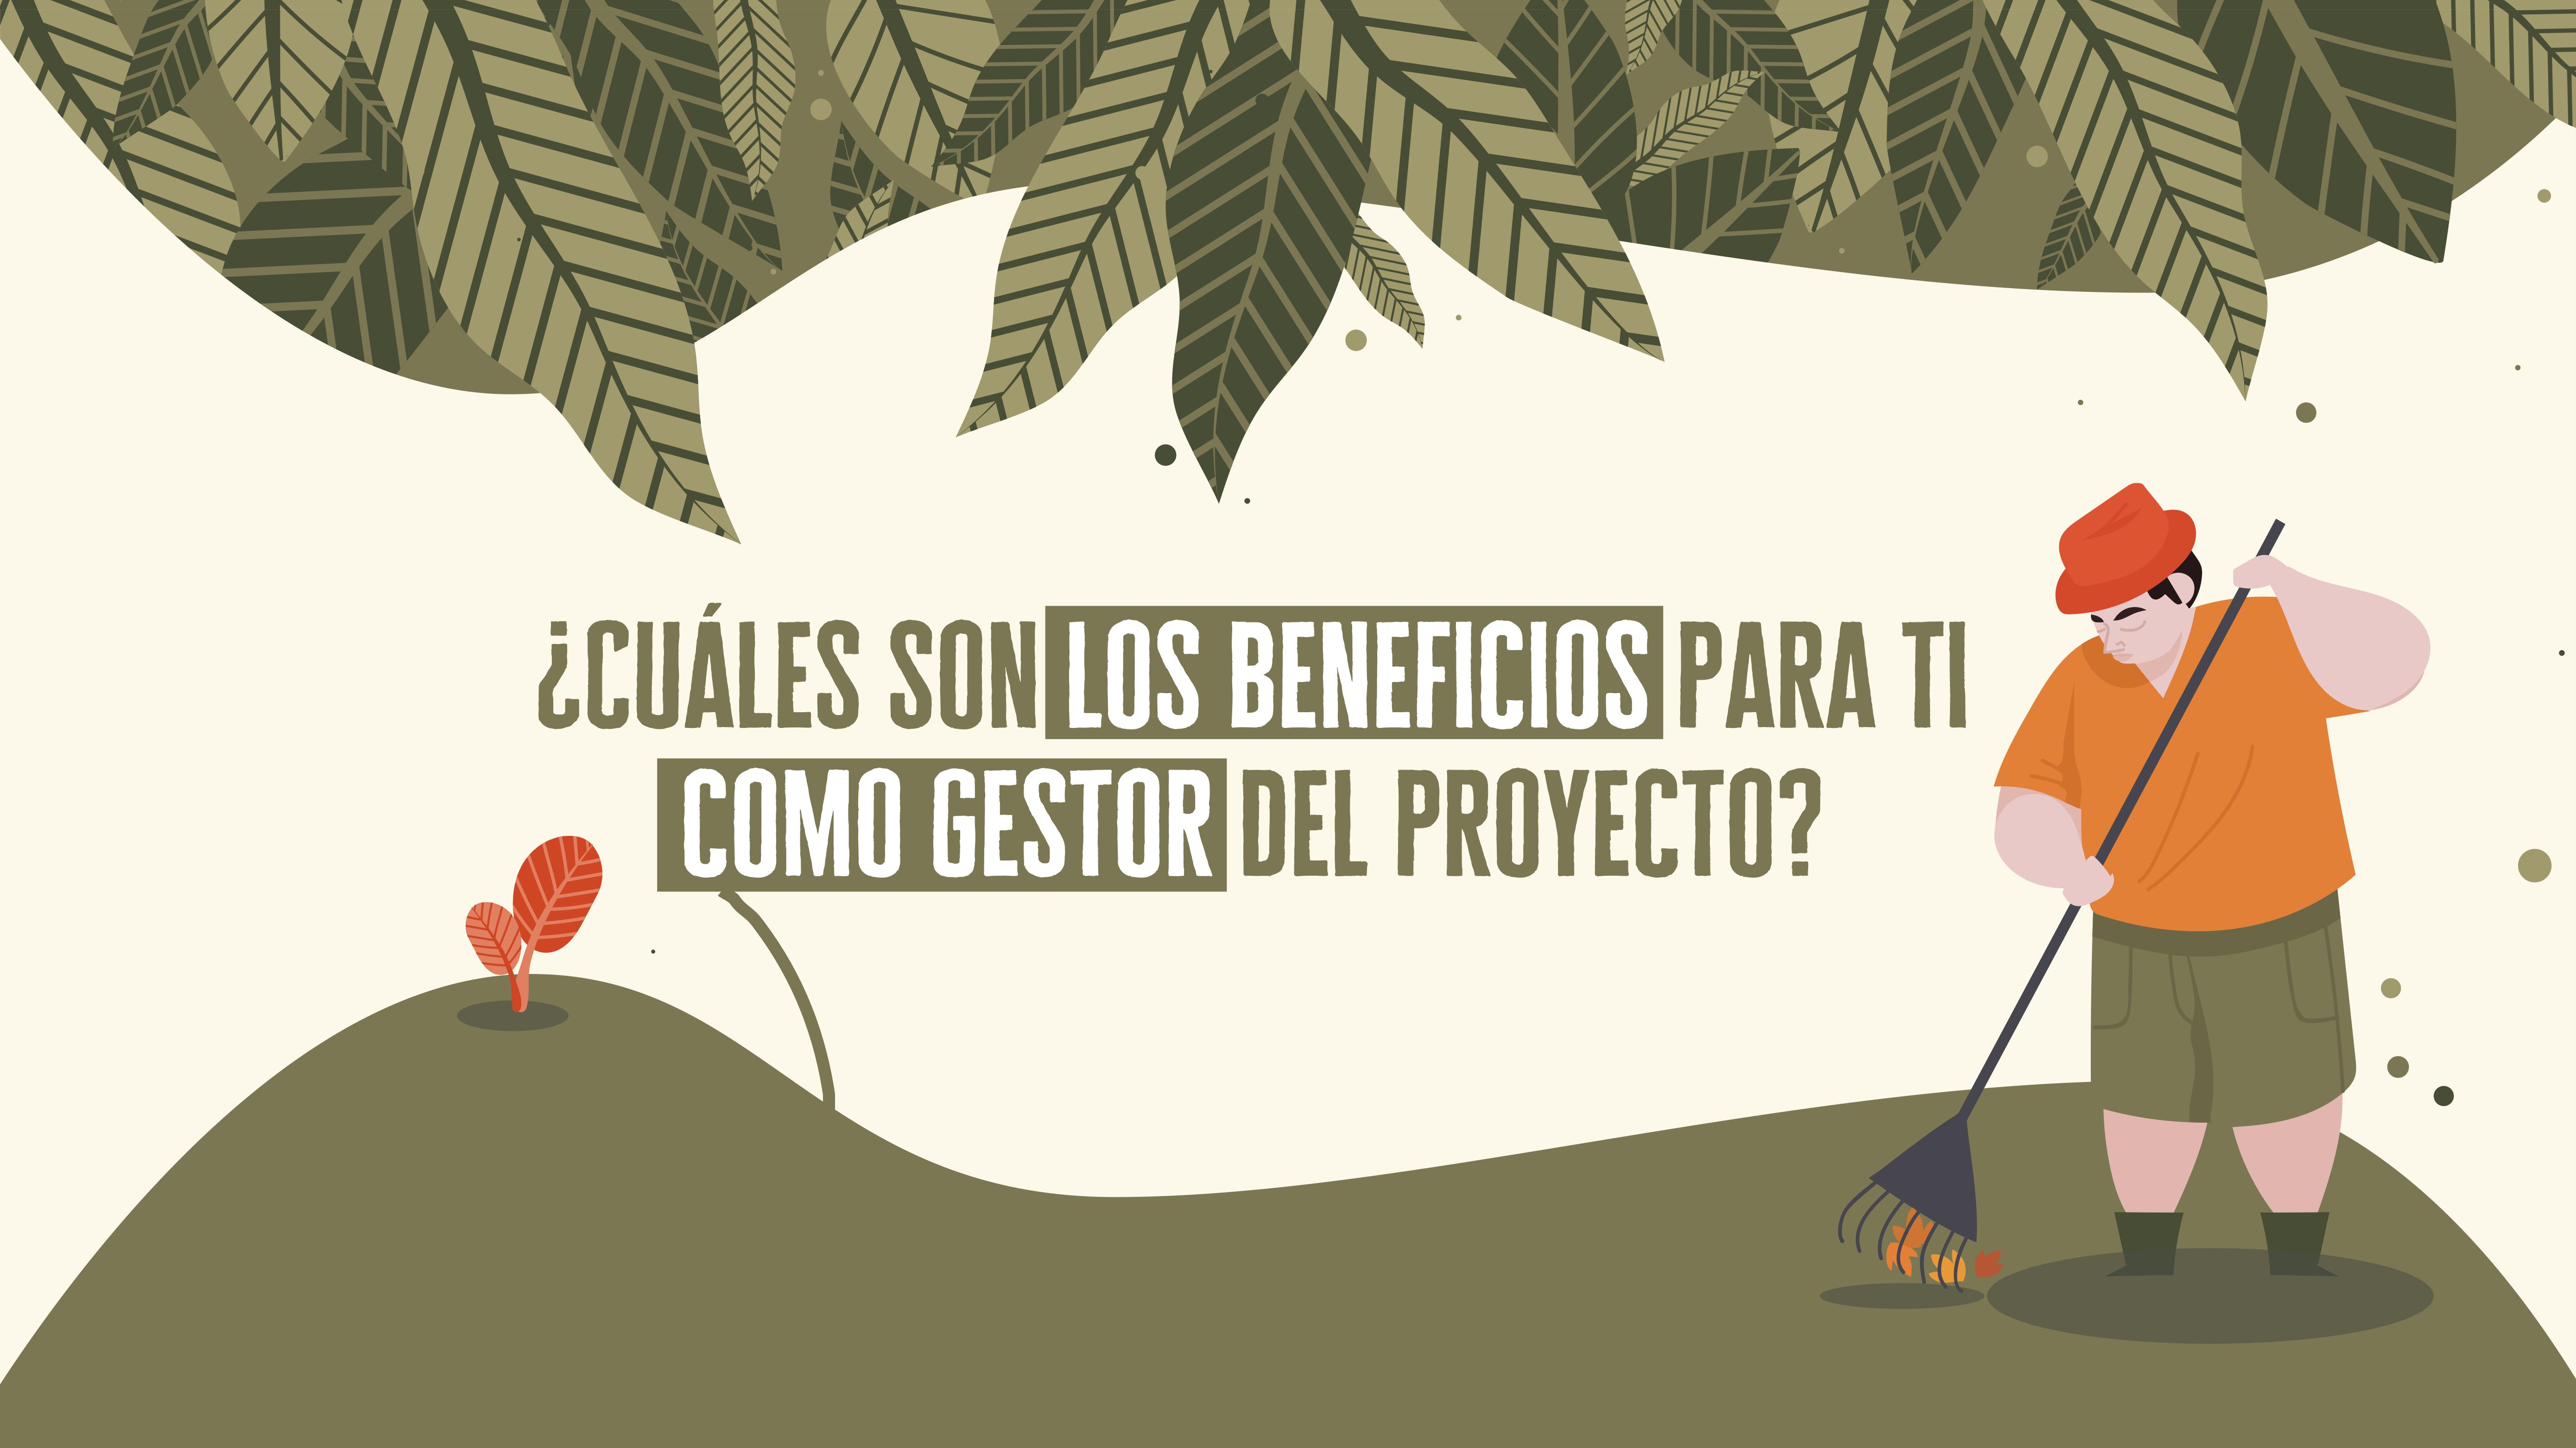 ¿CUÁLES SON LOS BENEFICIOS PARA TI
COMO GESTOR DEL PROYECTO?